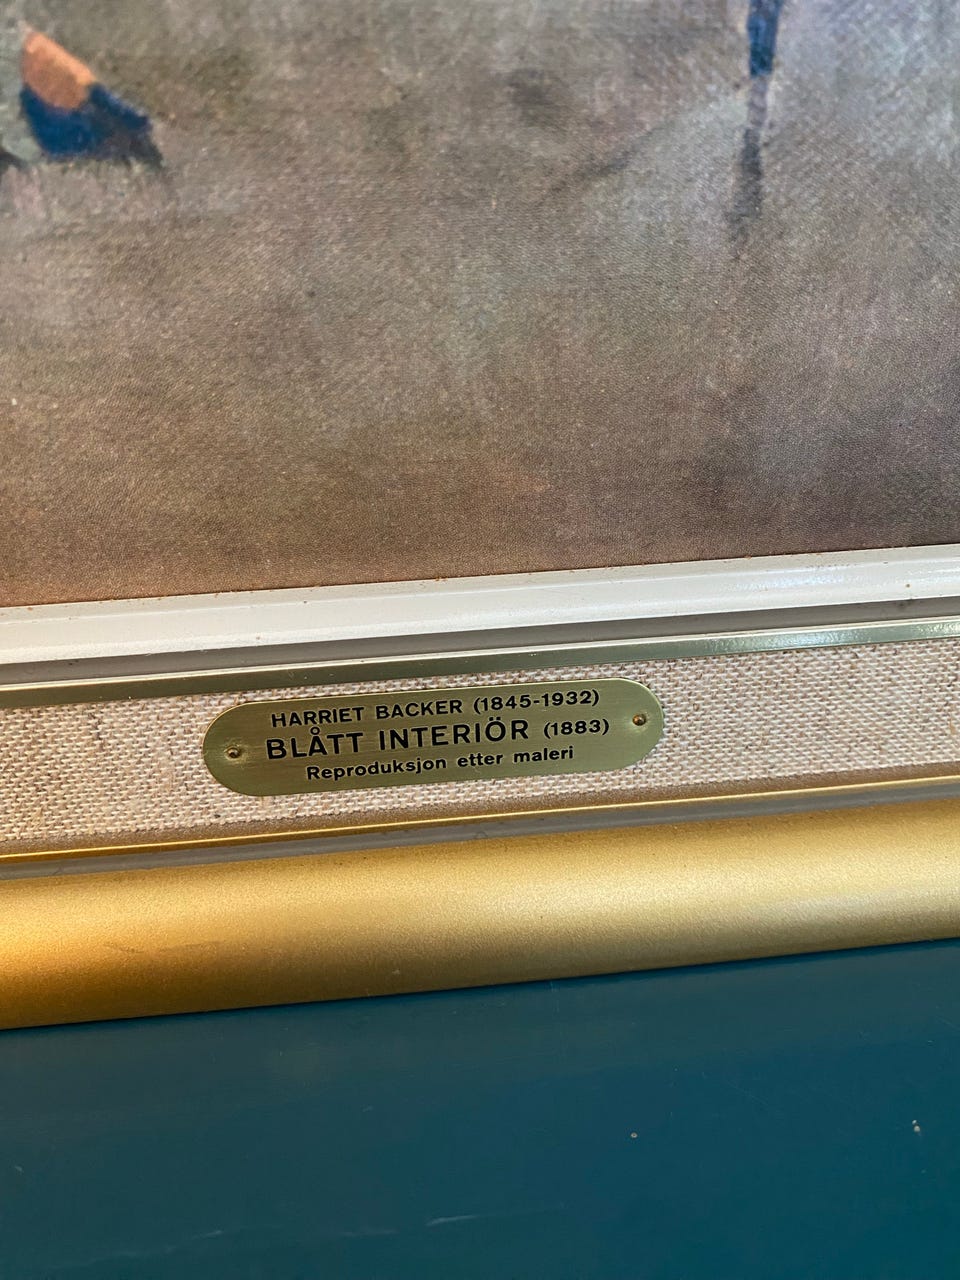 HARRIET BACKER (1845-1932)
BLÅTT INTERIÖR (1883)
Reproduksjon etter maleri